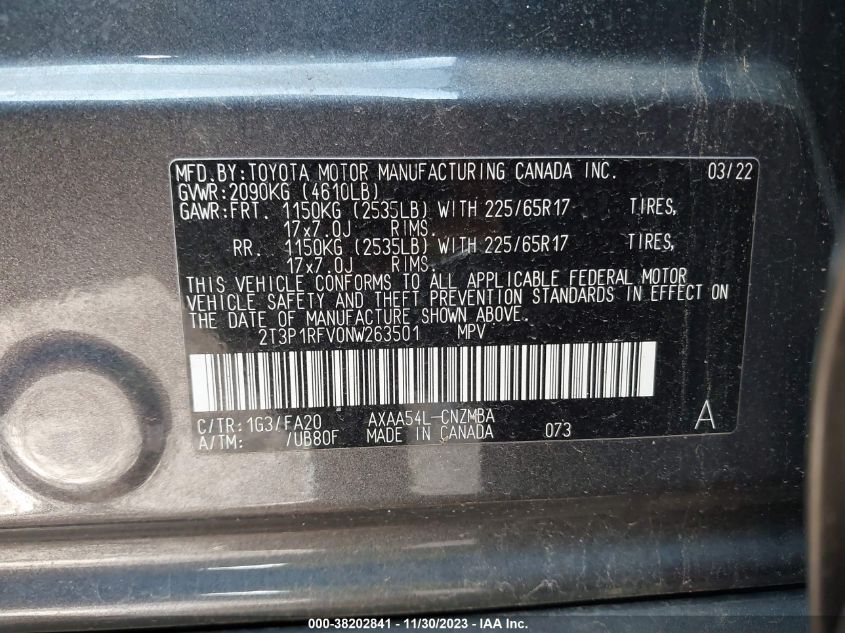 MFD.BY:TOYOTA MOTOR MANUFACTURING CANADA INC. 03/22
GVWR:2090KG (4610LB)
GAWR:FRT. 1150KG (2535LB) WITH 225/65R17 TIRES,
17x7.0J RIMS.
RR. 1150KG (2535LB) WITH 225/65R17 TIRES,
17x7.0J RIMS.
THIS VEHICLE CONFORMS TO ALL APPLICABLE FEDERAL MOTOR
VEHICLE SAFETY AND THEFT PREVENTION STANDARDS IN EFFECT ON
THE DATE OF MANUFACTURE SHOWN ABOVE.
2T3P1RFV0NW263501 MPV
C/TR:1G3/FA20 AXAA54L-CNZMBA A
A/TM: /UB80F MADE IN CANADA 073
000-38202841 - 11/30/2023 - IAA Inc.